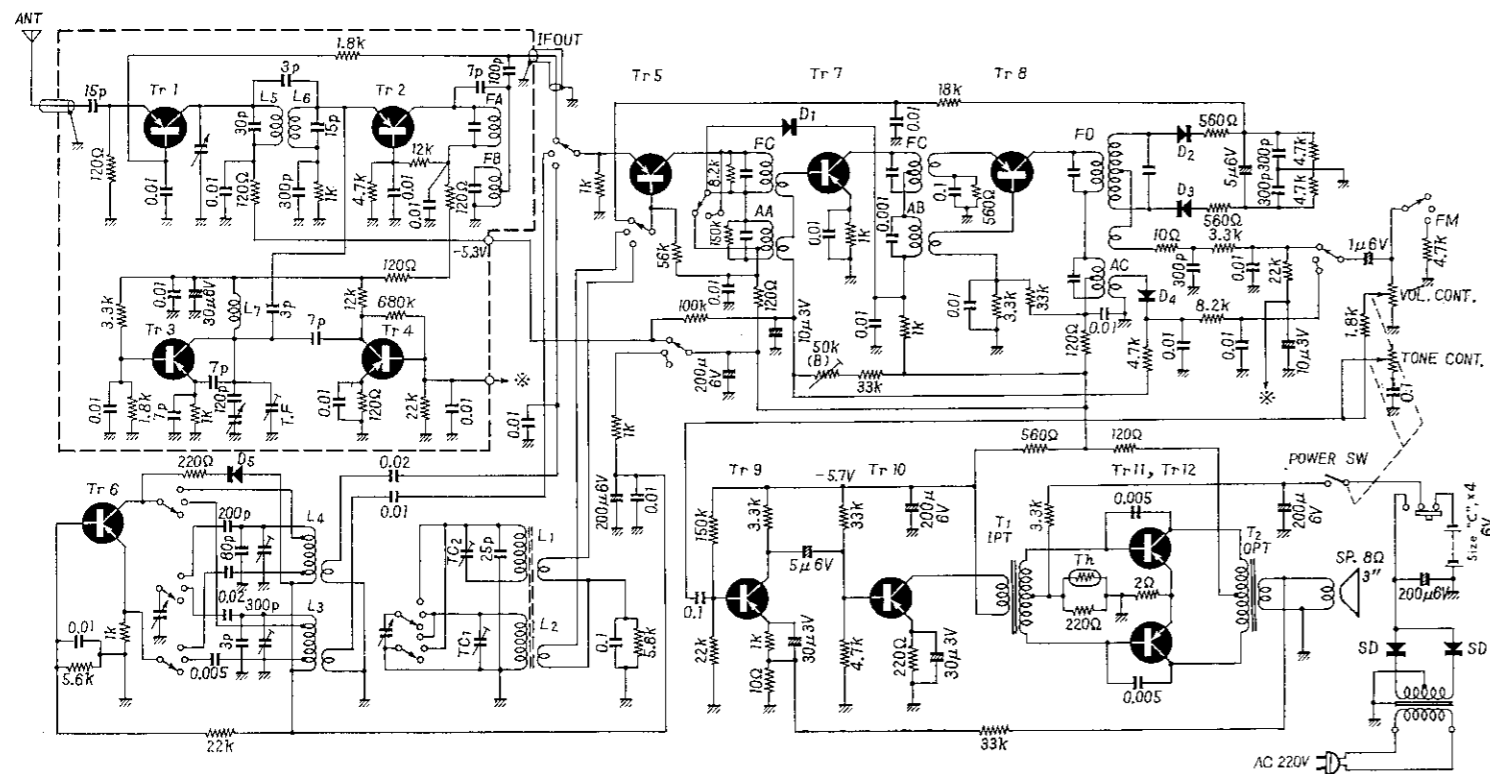 ANT
1.8k
IFOUT
3p
7p
100p
15p
Tr 1
L5
L6
Tr 2
FA
30p
15p
12k
FB
120Ω
0.01
0.01
120Ω
300p
1k
4.7k
0.01
0.01
120Ω
-5.3V
120Ω
3.3k
0.01
30μ6V
L7
3p
12k
680k
Tr 3
7p
Tr 4
7p
120p
T.F
0.01
1.8k
7p
1k
0.01
120Ω
22k
0.01
※
0.01
Tr 5
Tr 7
Tr 8
18k
D1
0.01
1k
8.2k
FC
FC
FD
0.1
560Ω
D2
560Ω
D3
560Ω
5μ6V
300p
300p
4.7k
4.7k
150k
AA
56k
0.01
1k
0.001
AB
10Ω
3.3k
1μ6V
FM
4.7k
0.01
120Ω
300p
0.01
22k
AC
D4
0.01
3.3k
33k
0.01
100k
10μ3V
0.01
1k
120Ω
8.2k
VOL. CONT.
1.8k
50k
(B)
33k
4.7k
0.01
0.01
10μ3V
※
TONE CONT.
0.1
200μ
6V
1k
200μ6V
0.01
220Ω
D5
0.02
0.01
Tr 6
200p
L4
80p
0.02
300p
L3
3p
0.005
0.01
1k
5.6k
22k
TC2
25p
L1
TC1
L2
0.1
5.8k
560Ω
120Ω
Tr 9
-5.7V
Tr 10
Tr11, Tr12
POWER SW
150k
3.3k
33k
200μ
6V
T1
IPT
3.3k
0.005
T2
OPT
200μ
6V
Size "C", x4
6V
5μ6V
Th
2Ω
220Ω
SP. 8Ω
3"
200μ6V
0.1
22k
1k
30μ3V
10Ω
4.7k
220Ω
30μ3V
0.005
SD
SD
33k
AC 220V